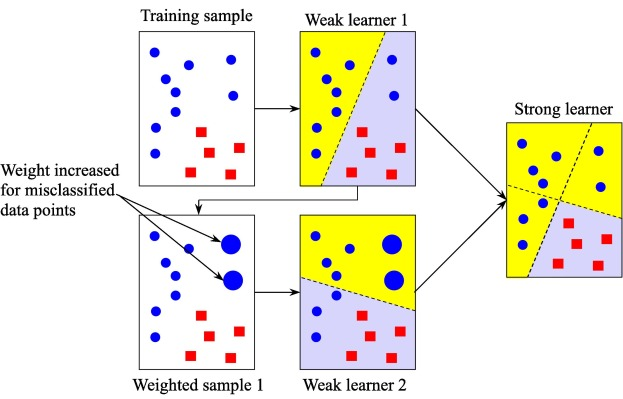 Training sample
Weak learner 1
Strong learner
Weight increased
for misclassified
data points
Weighted sample 1
Weak learner 2